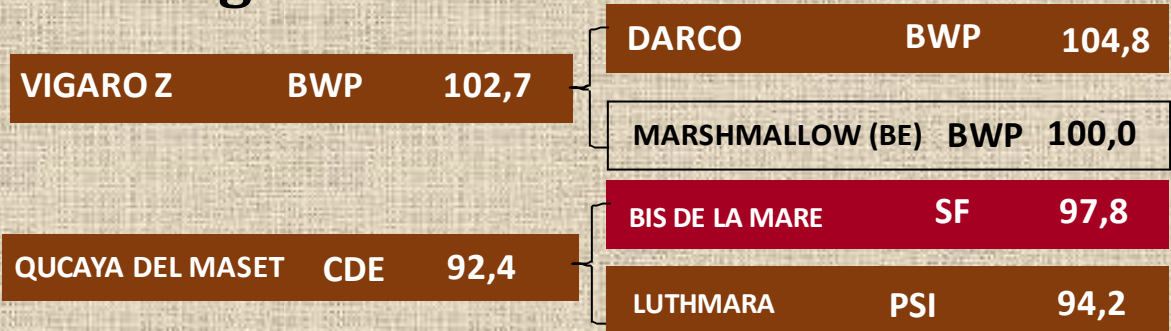 DARCO BWP 104,8
VIGARO Z BWP 102,7
MARSHMALLOW (BE) BWP 100,0
BIS DE LA MARE SF 97,8
QUCAYA DEL MASET CDE 92,4
LUTHMARA PSI 94,2